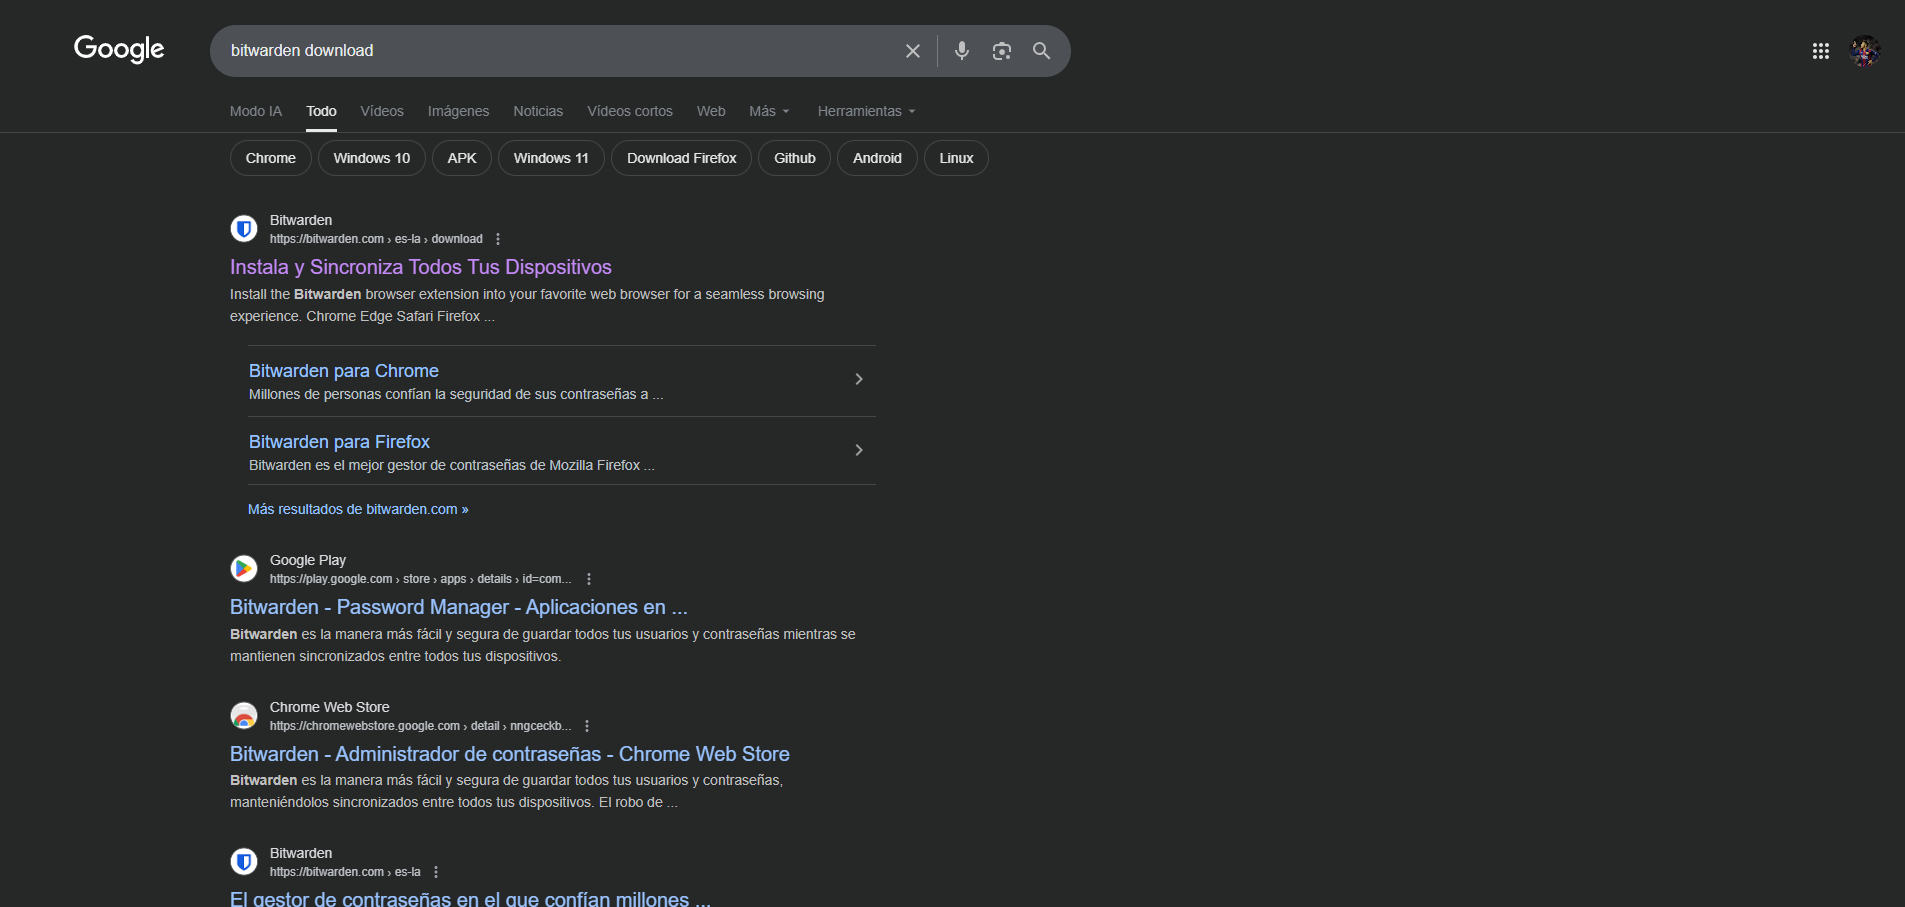 Google
bitwarden download
Modo IA Todo Vídeos Imágenes Noticias Vídeos cortos Web Más Herramientas
Chrome Windows 10 APK Windows 11 Download Firefox Github Android Linux
Bitwarden
https://bitwarden.com › es-la › download
Instala y Sincroniza Todos Tus Dispositivos
Install the Bitwarden browser extension into your favorite web browser for a seamless browsing
experience. Chrome Edge Safari Firefox ...
Bitwarden para Chrome
Millones de personas confían la seguridad de sus contraseñas a ...
Bitwarden para Firefox
Bitwarden es el mejor gestor de contraseñas de Mozilla Firefox ...
Más resultados de bitwarden.com »
Google Play
https://play.google.com › store › apps › details › id=com...
Bitwarden - Password Manager - Aplicaciones en ...
Bitwarden es la manera más fácil y segura de guardar todos tus usuarios y contraseñas mientras se
mantienen sincronizados entre todos tus dispositivos.
Chrome Web Store
https://chromewebstore.google.com › detail › nngceckb...
Bitwarden - Administrador de contraseñas - Chrome Web Store
Bitwarden es la manera más fácil y segura de guardar todos tus usuarios y contraseñas,
manteniéndolos sincronizados entre todos tus dispositivos. El robo de ...
Bitwarden
https://bitwarden.com › es-la
El gestor de contraseñas en el que confían millones ...